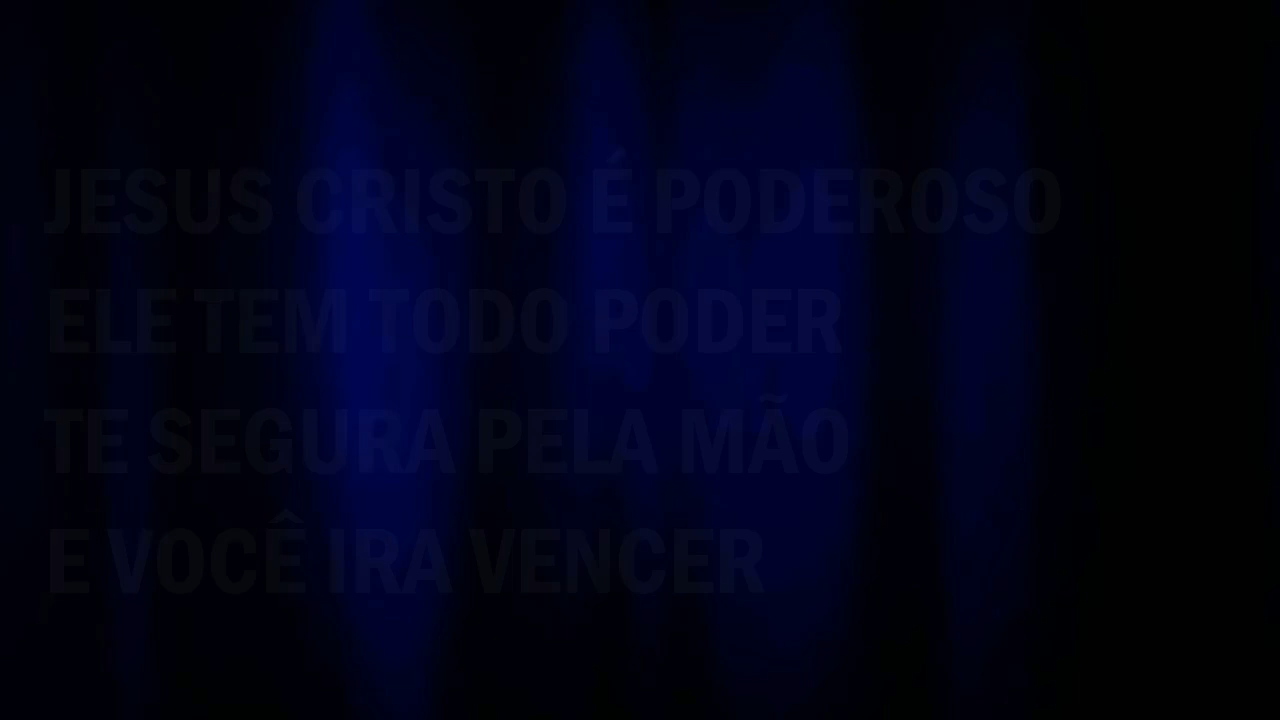 JESUS CRISTO É PODEROSO
ELE TEM TODO PODER
TE SEGURA PELA MÃO
E VOCÊ IRA VENCER